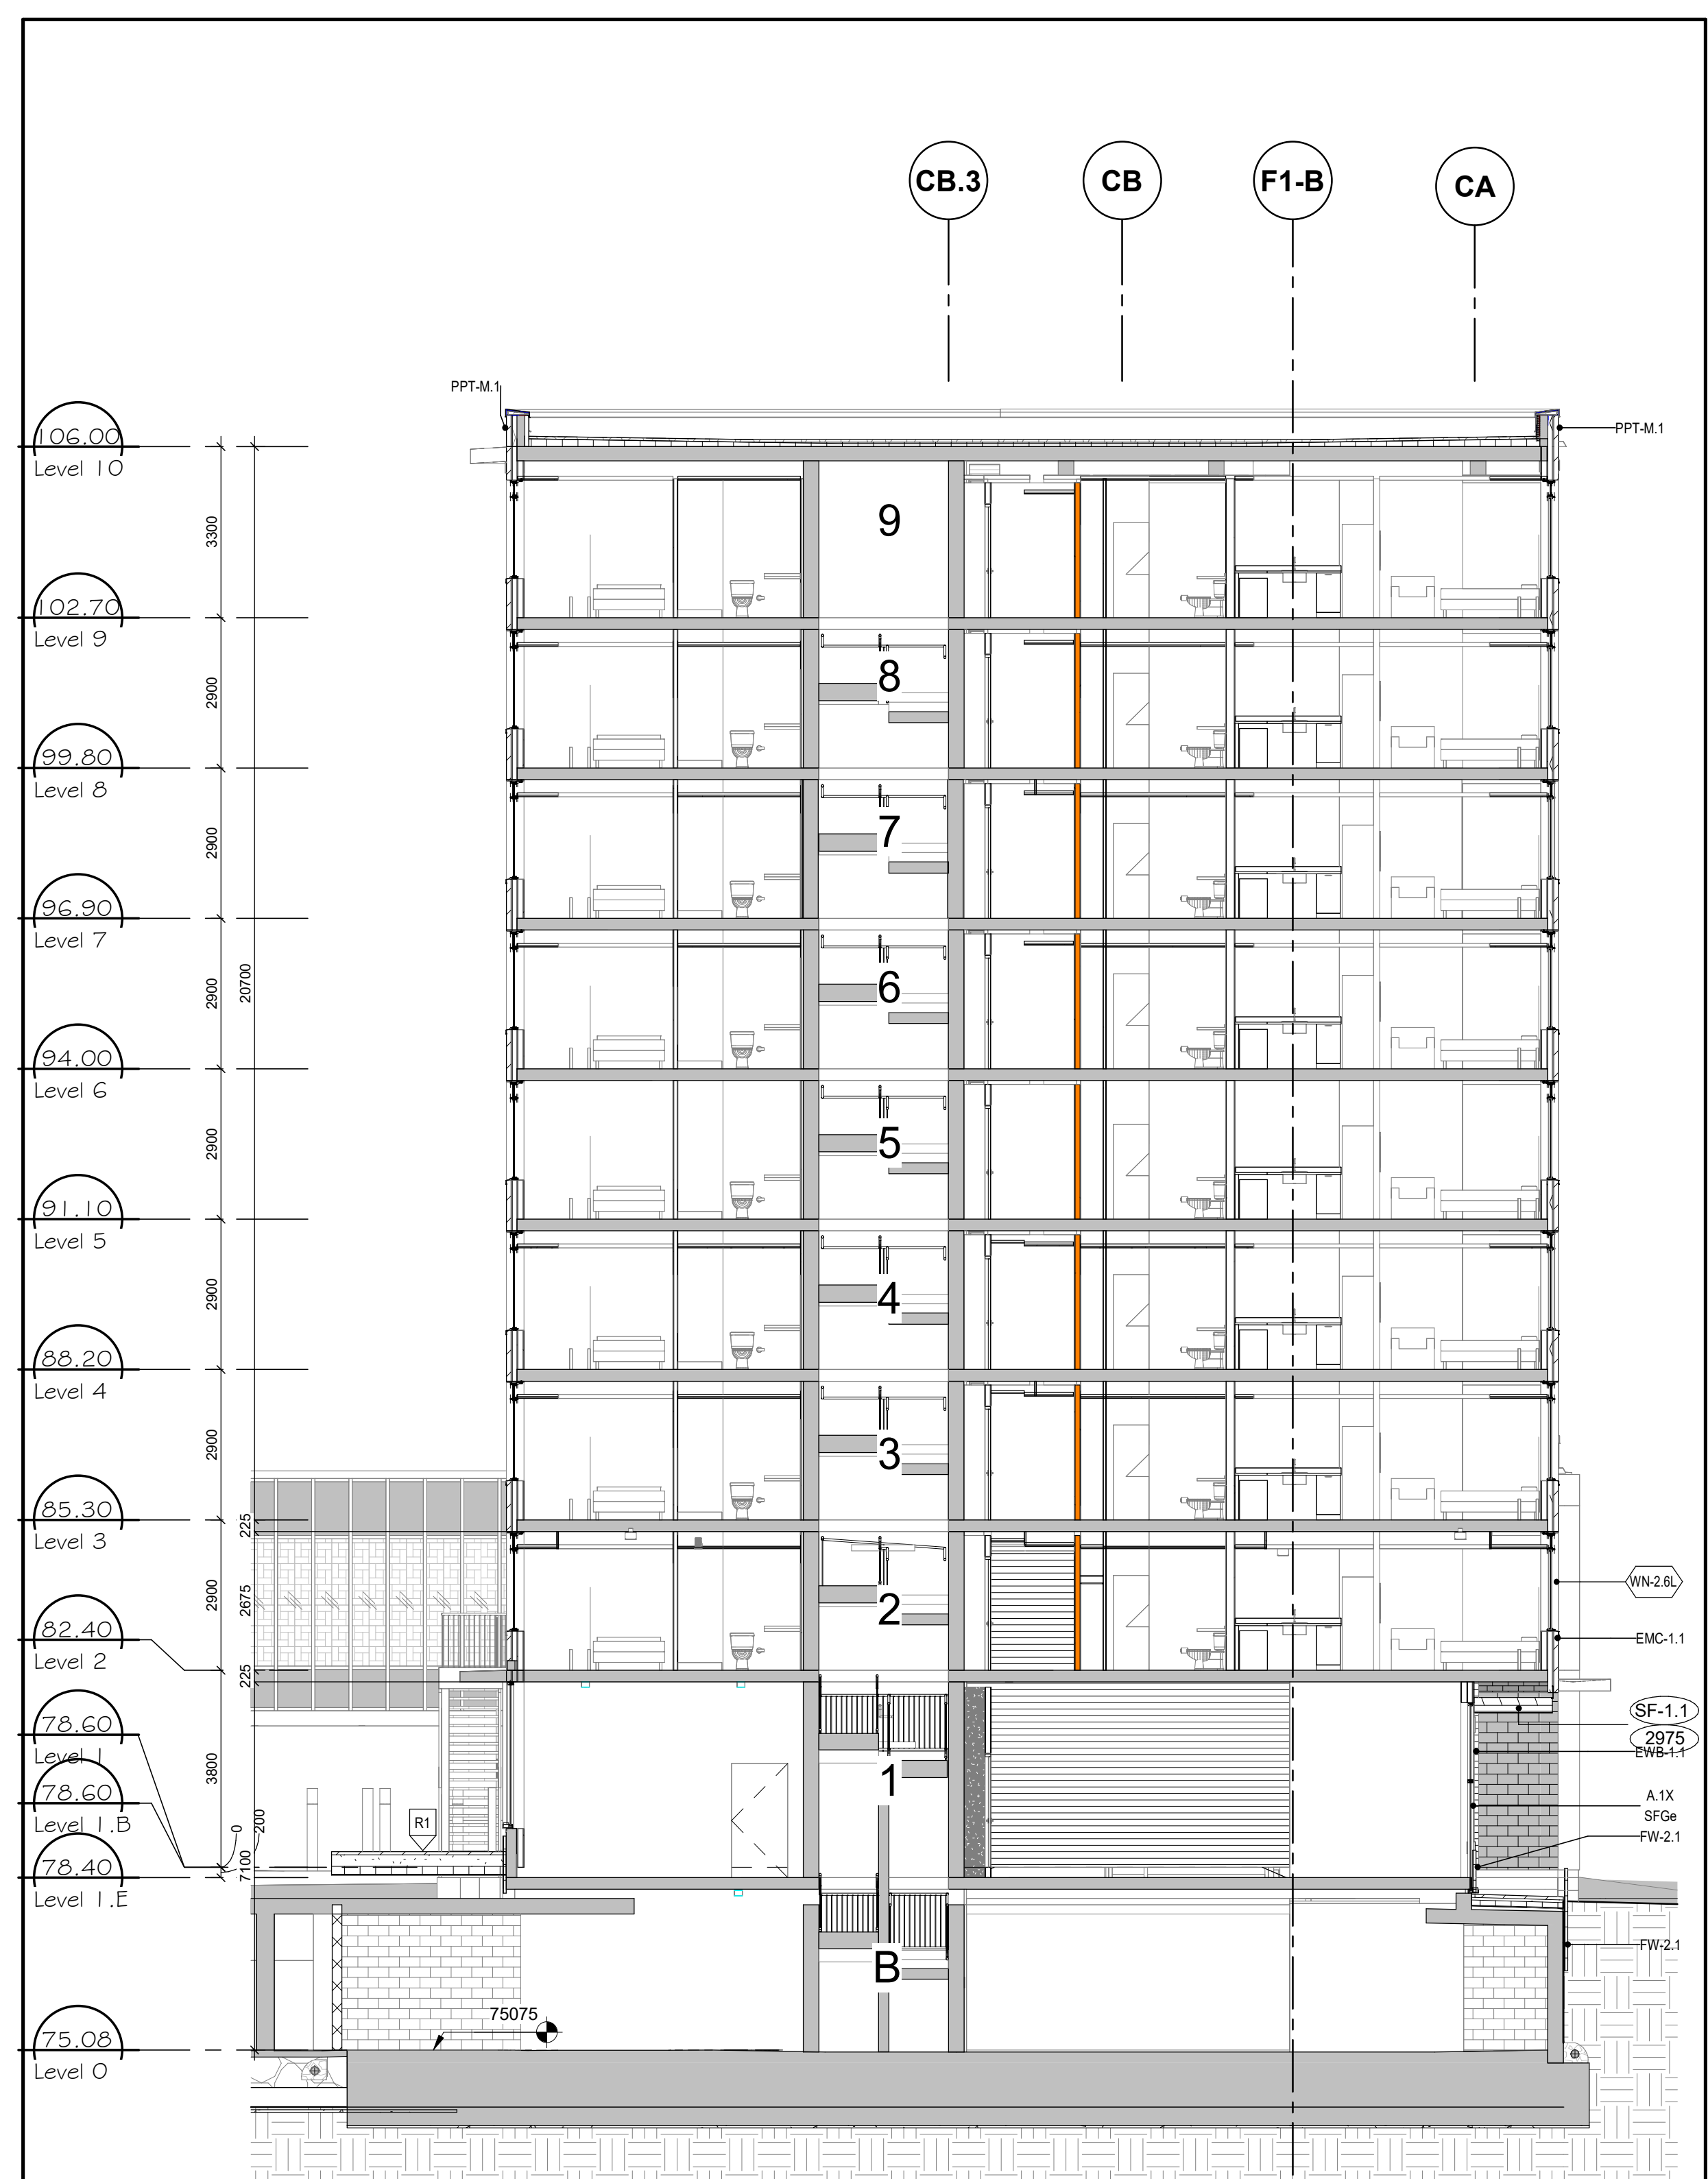 CB.3
CB
F1-B
CA
PPT-M.1
PPT-M.1
106.00
Level 10
3300
9
102.70
Level 9
2900
8
99.80
Level 8
2900
7
96.90
Level 7
2900
20700
6
94.00
Level 6
2900
5
91.10
Level 5
2900
4
88.20
Level 4
2900
3
85.30
Level 3
225
2900
2675
2
WN-2.6L
82.40
Level 2
EMC-1.1
225
78.60
Level 1
SF-1.1
2975
EWB-1.1
3800
1
78.60
Level 1.B
R1
A.1X
SFGe
FW-2.1
0
200
7100
78.40
Level 1.E
FW-2.1
B
75075
75.08
Level 0